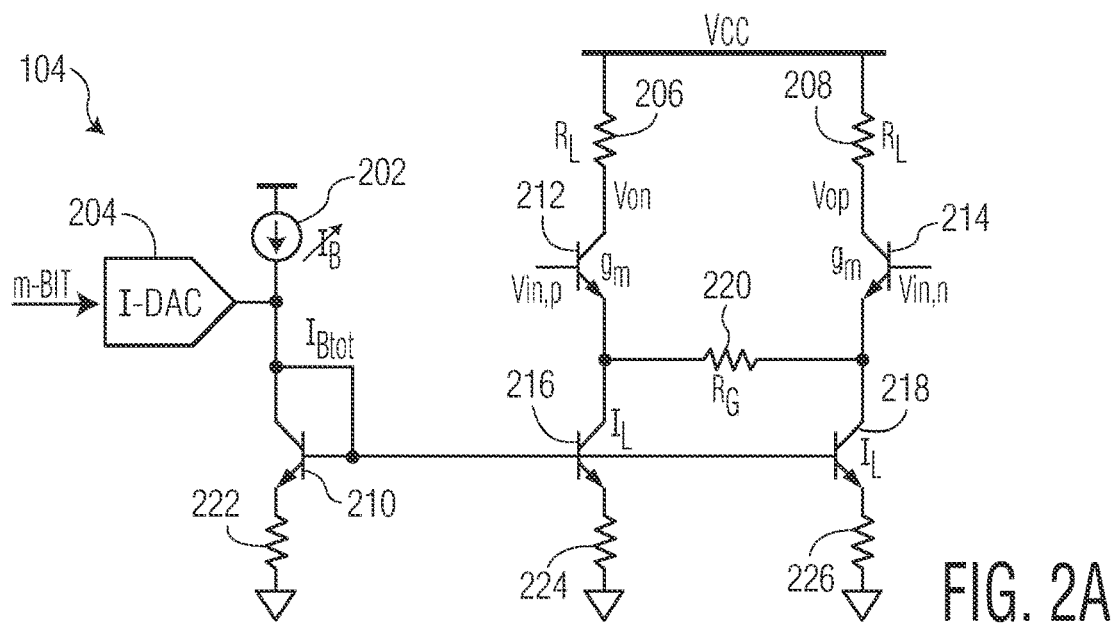 VCC
104
206
208
R_L
R_L
202
212
Von
Vop
214
204
I_B
g_m
g_m
m-BIT
I-DAC
Vin,p
220
Vin,n
I_Btot
R_G
216
218
I_L
I_L
222
210
224
226
FIG. 2A